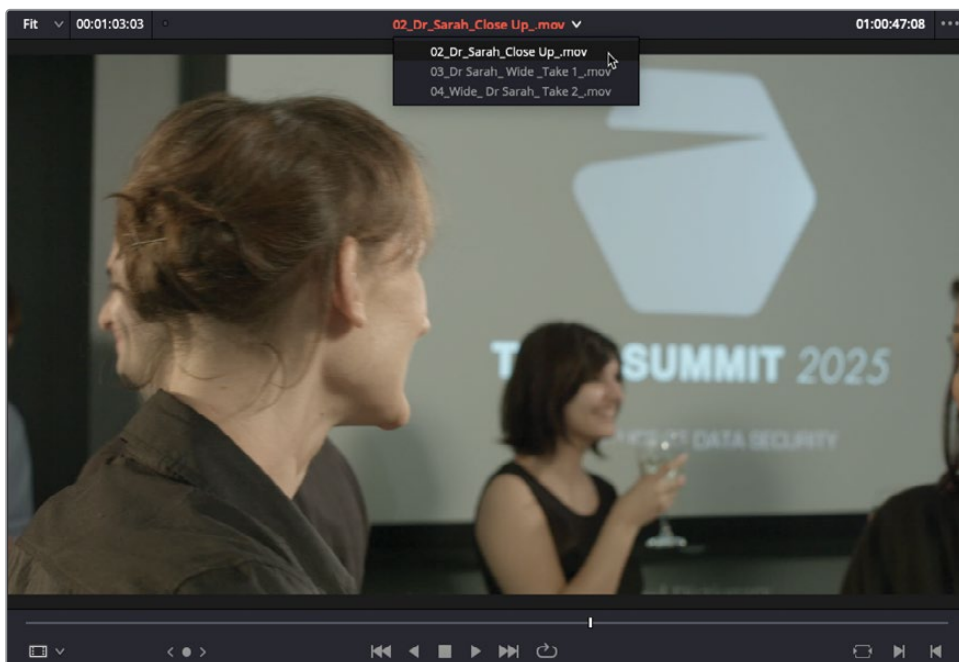 Fit 00:01:03:03 02_Dr_Sarah_Close Up_.mov 01:00:47:08
02_Dr_Sarah_Close Up_.mov
03_Dr Sarah_ Wide _Take 1_.mov
04_Wide_ Dr Sarah_ Take 2_.mov
SUMMIT 2025
DATA SECURITY